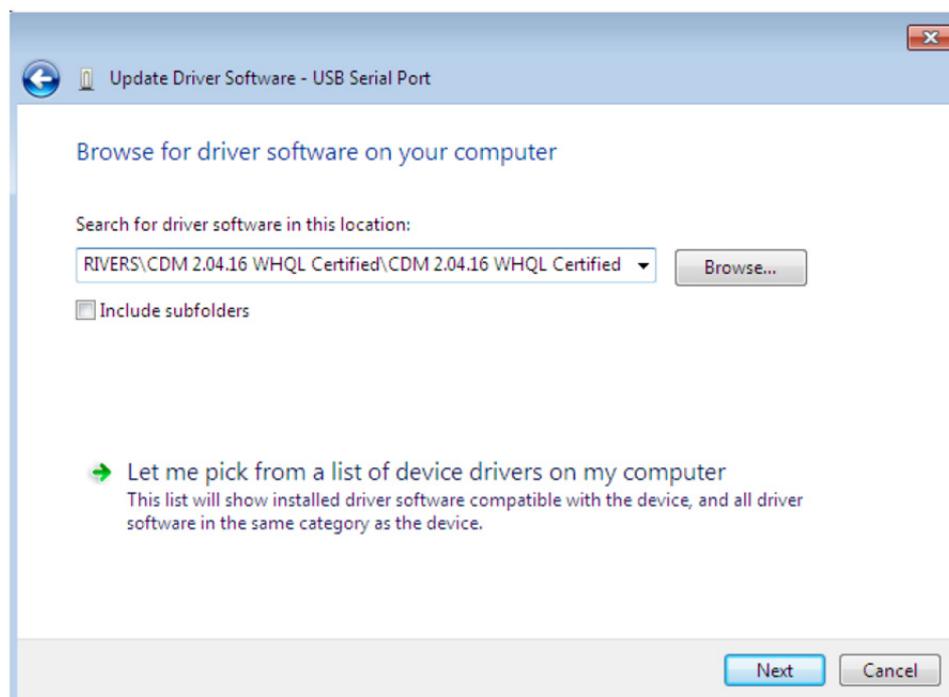 Update Driver Software - USB Serial Port
Browse for driver software on your computer
Search for driver software in this location:
RIVERS\CDM 2.04.16 WHQL Certified\CDM 2.04.16 WHQL Certified
Browse...
Include subfolders
Let me pick from a list of device drivers on my computer
This list will show installed driver software compatible with the device, and all driver
software in the same category as the device.
Next
Cancel